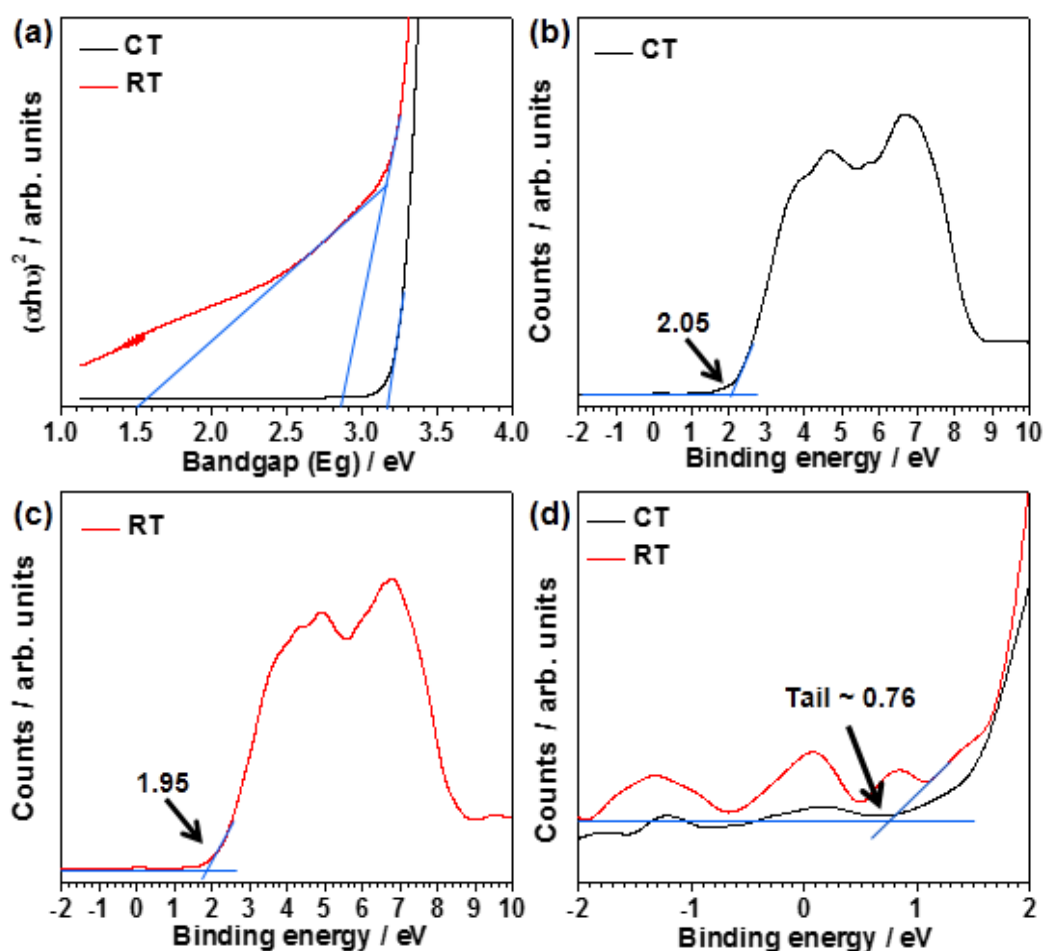 (a)
CT
RT
(αhυ)² / arb. units
1.0 1.5 2.0 2.5 3.0 3.5 4.0
Bandgap (Eg) / eV
(b)
CT
2.05
Counts / arb. units
-2 -1 0 1 2 3 4 5 6 7 8 9 10
Binding energy / eV
(c)
RT
1.95
Counts / arb. units
-2 -1 0 1 2 3 4 5 6 7 8 9 10
Binding energy / eV
(d)
CT
RT
Tail ~ 0.76
Counts / arb. units
-2 -1 0 1 2
Binding energy / eV